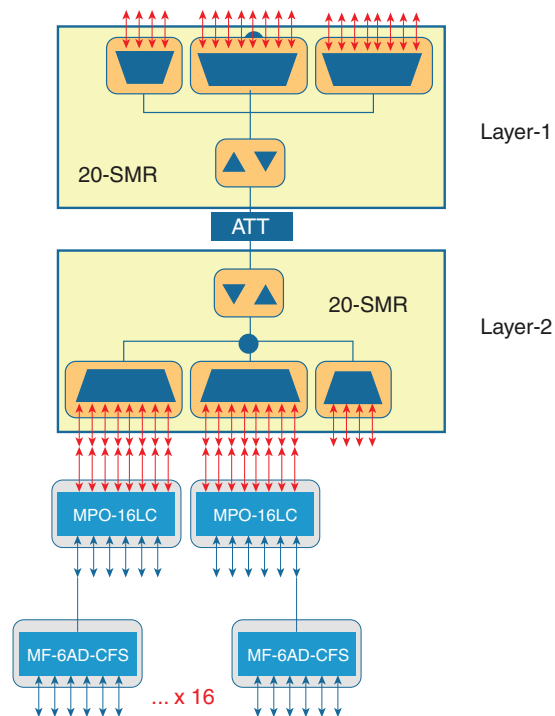 Layer-1
20-SMR
ATT
20-SMR
Layer-2
MPO-16LC
MPO-16LC
MF-6AD-CFS
MF-6AD-CFS
... x 16